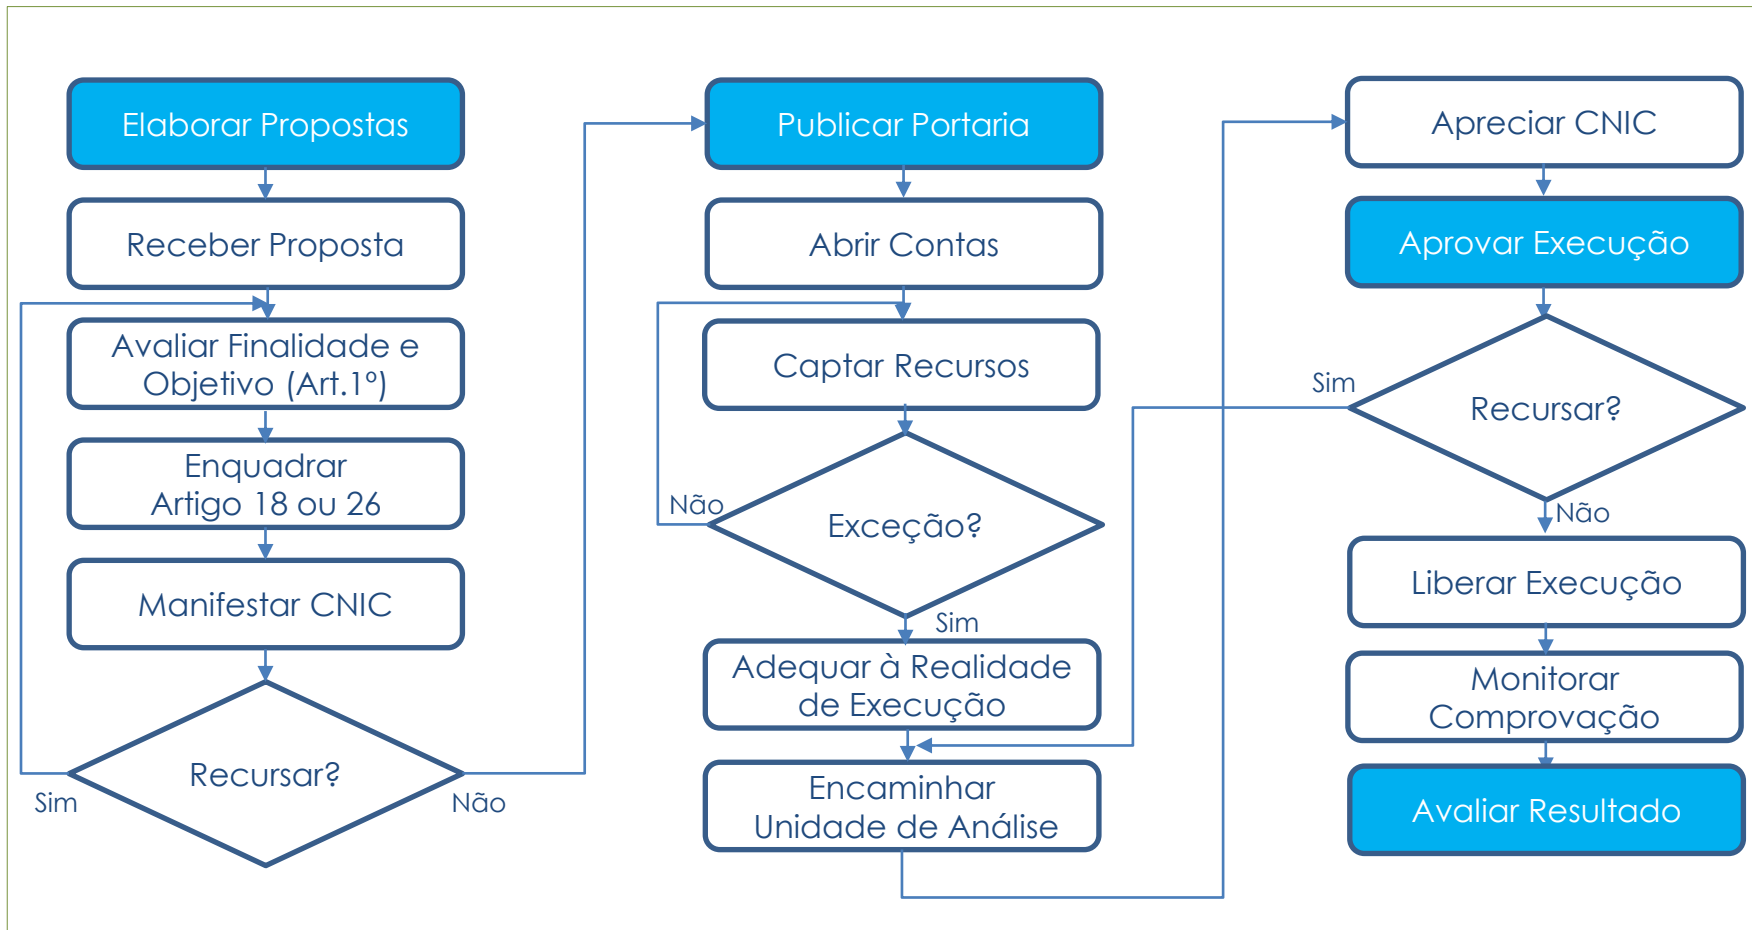 Elaborar Propostas
Receber Proposta
Avaliar Finalidade e
Objetivo (Art.1º)
Enquadrar
Artigo 18 ou 26
Manifestar CNIC
Recursar?
Sim
Não
Publicar Portaria
Abrir Contas
Captar Recursos
Não
Exceção?
Sim
Adequar à Realidade
de Execução
Encaminhar
Unidade de Análise
Apreciar CNIC
Aprovar Execução
Sim
Recursar?
Não
Liberar Execução
Monitorar
Comprovação
Avaliar Resultado